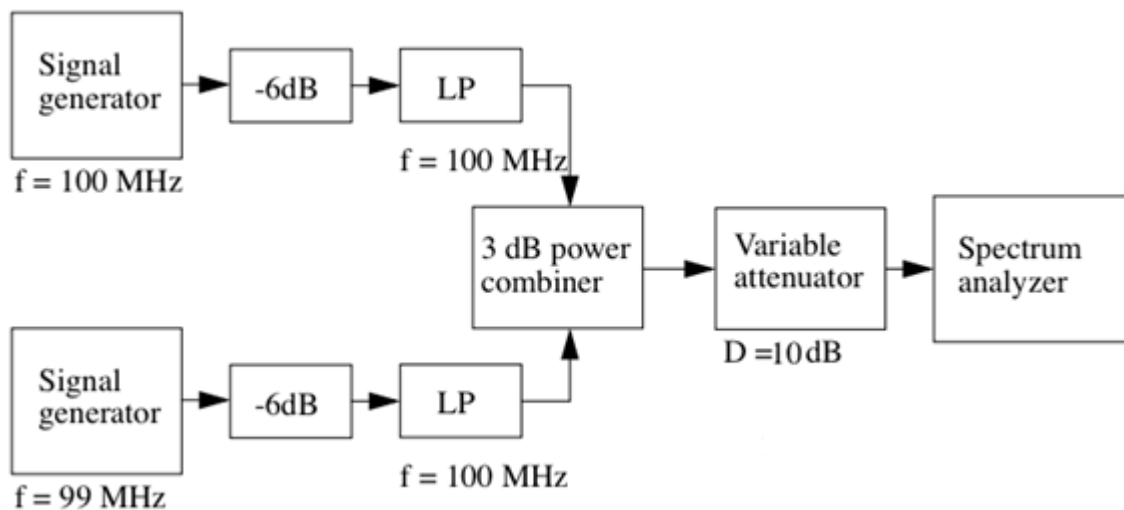 Signal
generator
-6dB
LP
f = 100 MHz
f = 100 MHz
3 dB power
combiner
Variable
attenuator
Spectrum
analyzer
D =10 dB
Signal
generator
-6dB
LP
f = 99 MHz
f = 100 MHz